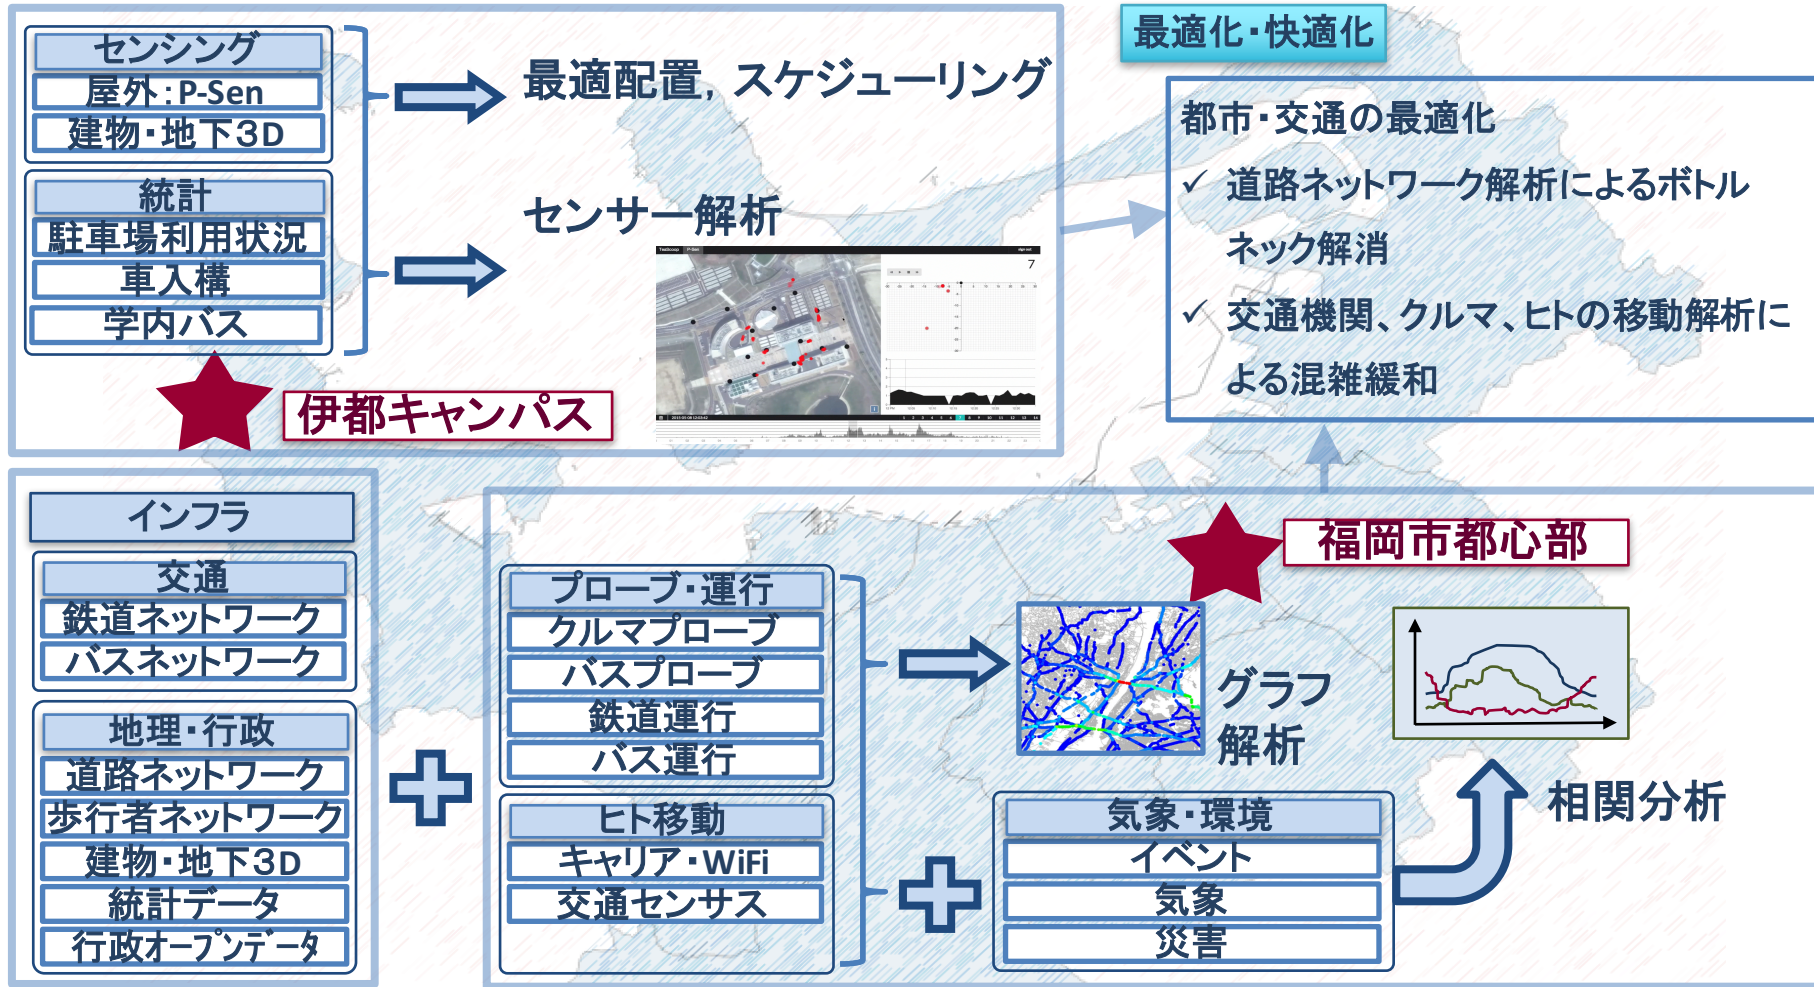 センシング
屋外：P-Sen
建物・地下３D
統計
駐車場利用状況
車入構
学内バス
最適配置，スケジューリング
センサー解析
TeaScoop P-Sen
sign out
7
伊都キャンパス
最適化・快適化
都市・交通の最適化
✓ 道路ネットワーク解析によるボトル
ネック解消
✓ 交通機関、クルマ、ヒトの移動解析に
よる混雑緩和
インフラ
交通
鉄道ネットワーク
バスネットワーク
地理・行政
道路ネットワーク
歩行者ネットワーク
建物・地下３D
統計データ
行政オープンデータ
福岡市都心部
プローブ・運行
クルマプローブ
バスプローブ
鉄道運行
バス運行
ヒト移動
キャリア・WiFi
交通センサス
グラフ
解析
気象・環境
イベント
気象
災害
相関分析